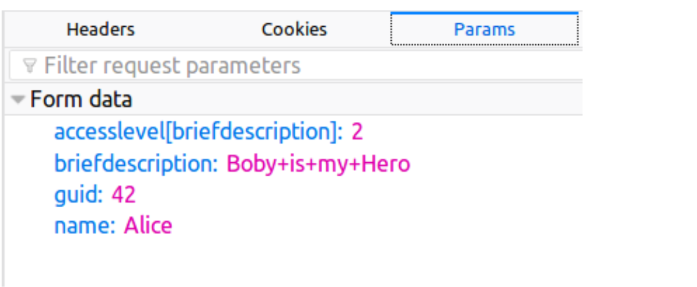 Headers Cookies Params
Filter request parameters
Form data
accesslevel[briefdescription]: 2
briefdescription: Boby+is+my+Hero
guid: 42
name: Alice